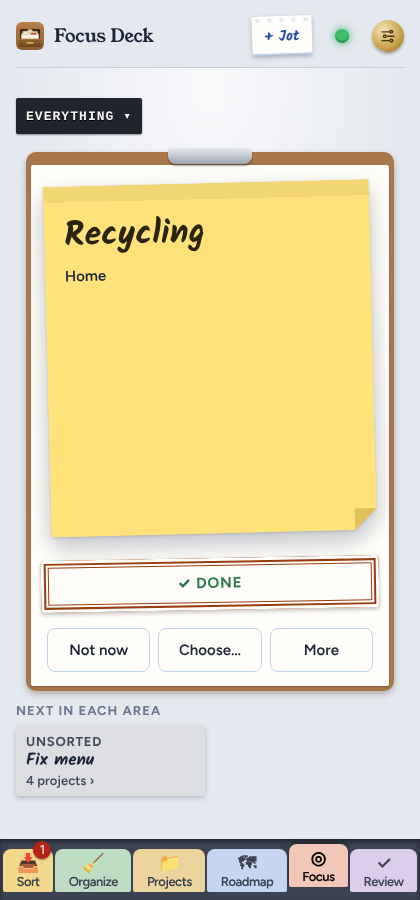 Focus Deck
+ Jot
EVERYTHING ▾
Recycling
Home
✓ DONE
Not now
Choose...
More
NEXT IN EACH AREA
UNSORTED
Fix menu
4 projects ›
1
Sort
Organize
Projects
Roadmap
Focus
Review